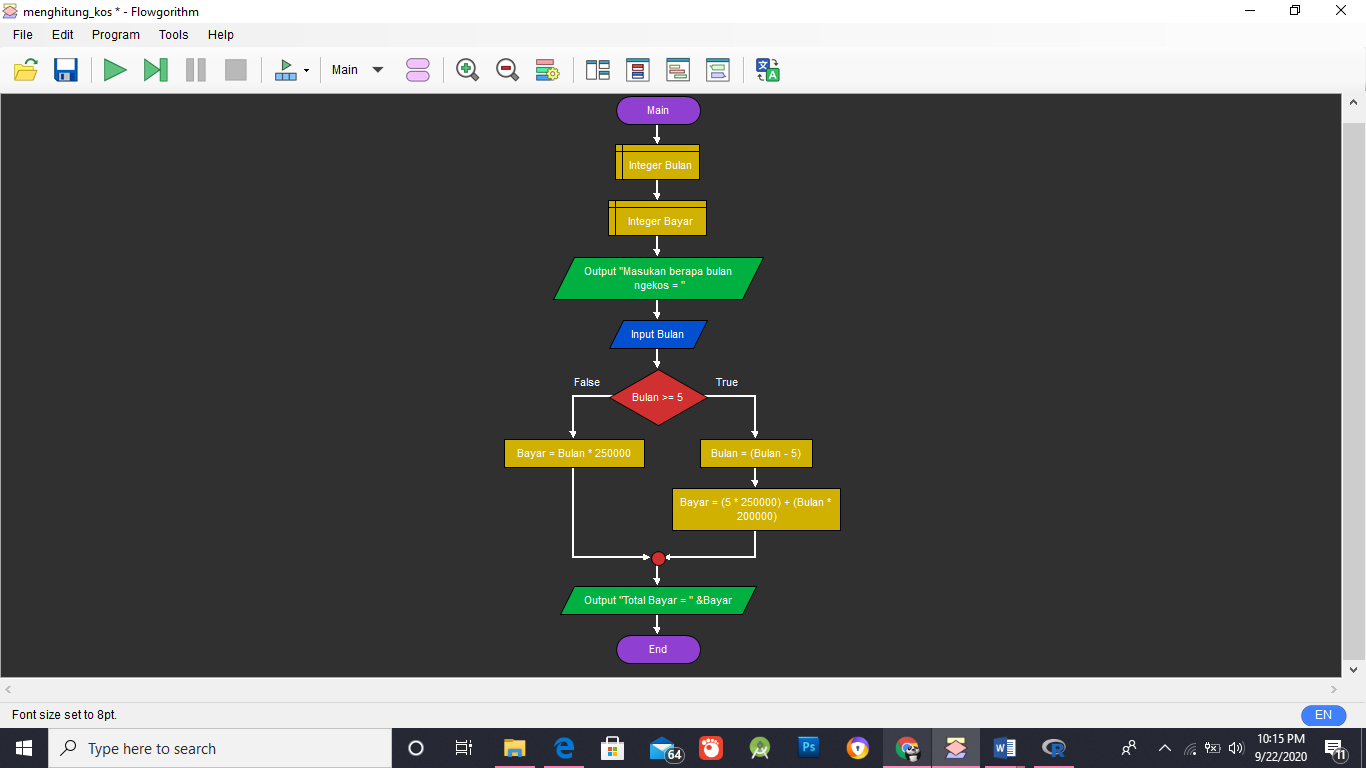 menghitung_kos * - Flowgorithm
File Edit Program Tools Help
Main
Main
Integer Bulan
Integer Bayar
Output "Masukan berapa bulan
ngekos = "
Input Bulan
False
True
Bulan >= 5
Bayar = Bulan * 250000
Bulan = (Bulan - 5)
Bayar = (5 * 250000) + (Bulan *
200000)
Output "Total Bayar = " &Bayar
End
Font size set to 8pt.
EN
Type here to search
64
Ps
W
R
10:15 PM
9/22/2020
11